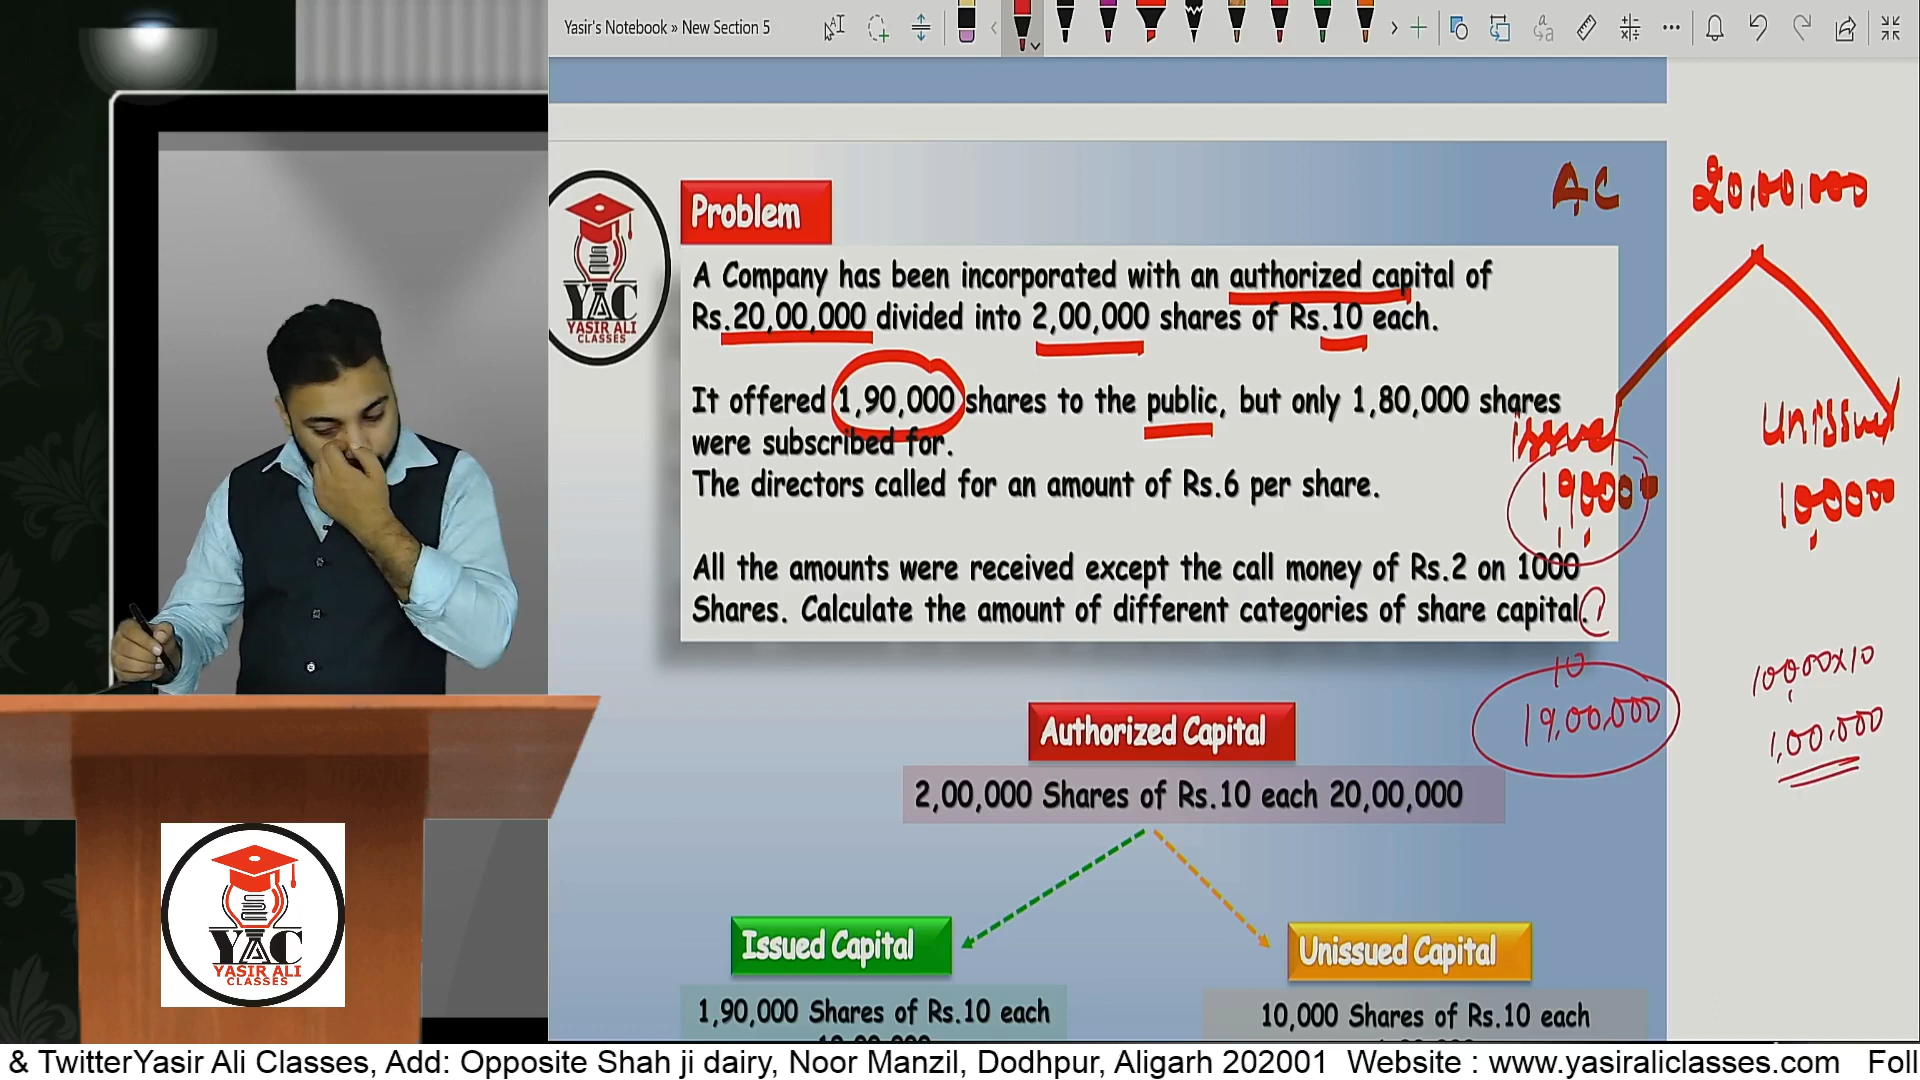 Yasir's Notebook » New Section 5
AC 20,00,000
YAC
YASIR ALI
CLASSES
Problem
A Company has been incorporated with an authorized capital of
Rs.20,00,000 divided into 2,00,000 shares of Rs.10 each.
It offered 1,90,000 shares to the public, but only 1,80,000 shares
were subscribed for.
The directors called for an amount of Rs.6 per share.
All the amounts were received except the call money of Rs.2 on 1000
Shares. Calculate the amount of different categories of share capital.
issued
1,90,000
unissued
10,000
10
19,00,000
10,000x10
1,00,000
Authorized Capital
2,00,000 Shares of Rs.10 each 20,00,000
Issued Capital
1,90,000 Shares of Rs.10 each
Unissued Capital
10,000 Shares of Rs.10 each
YAC
YASIR ALI
CLASSES
& TwitterYasir Ali Classes, Add: Opposite Shah ji dairy, Noor Manzil, Dodhpur, Aligarh 202001 Website : www.yasiraliclasses.com Foll